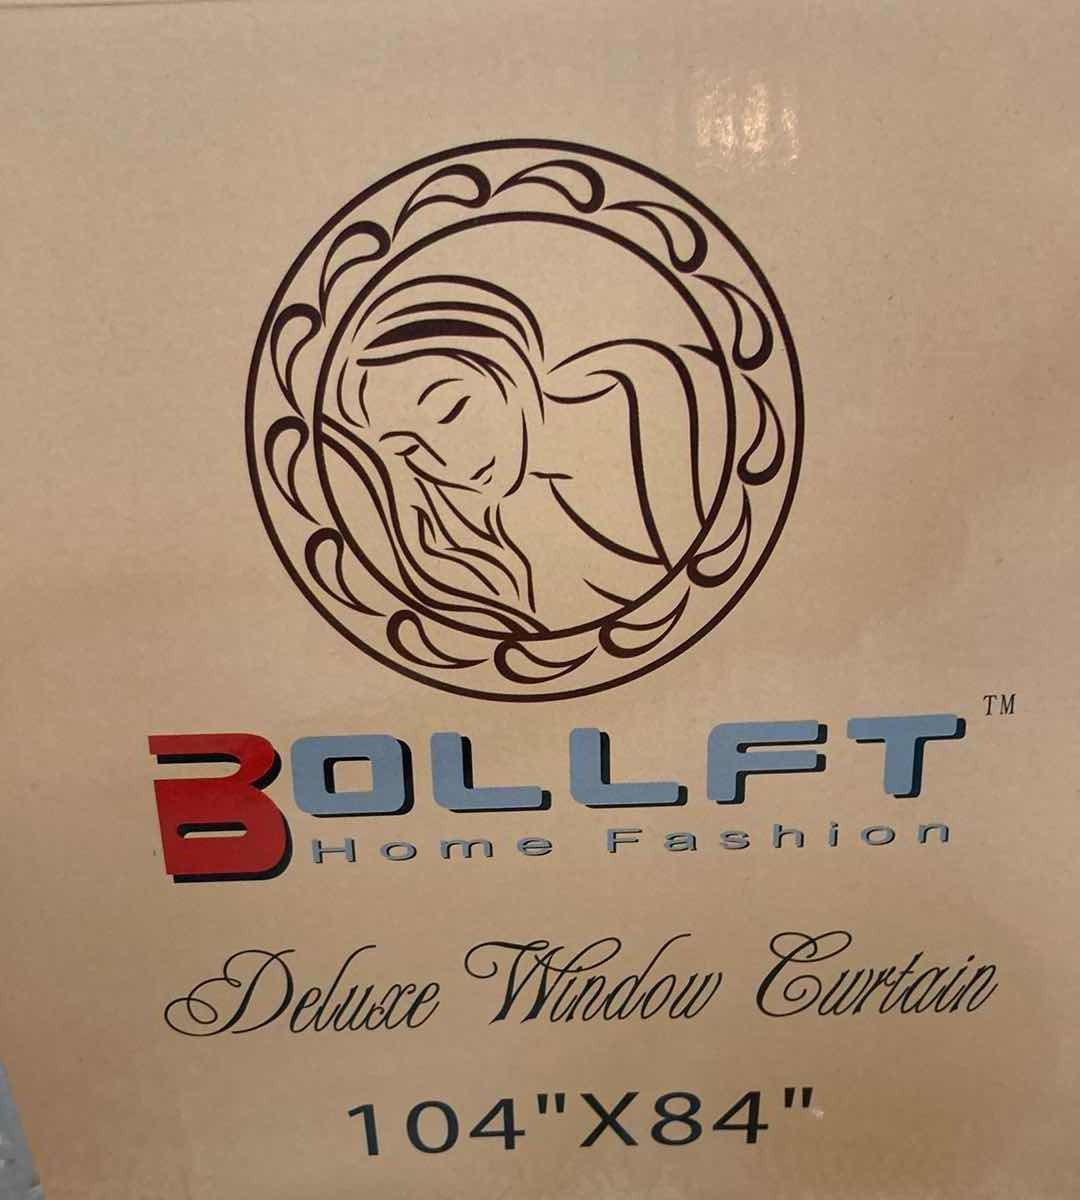 BOLLFT™
Home Fashion
Deluxe Window Curtain
104"X84"